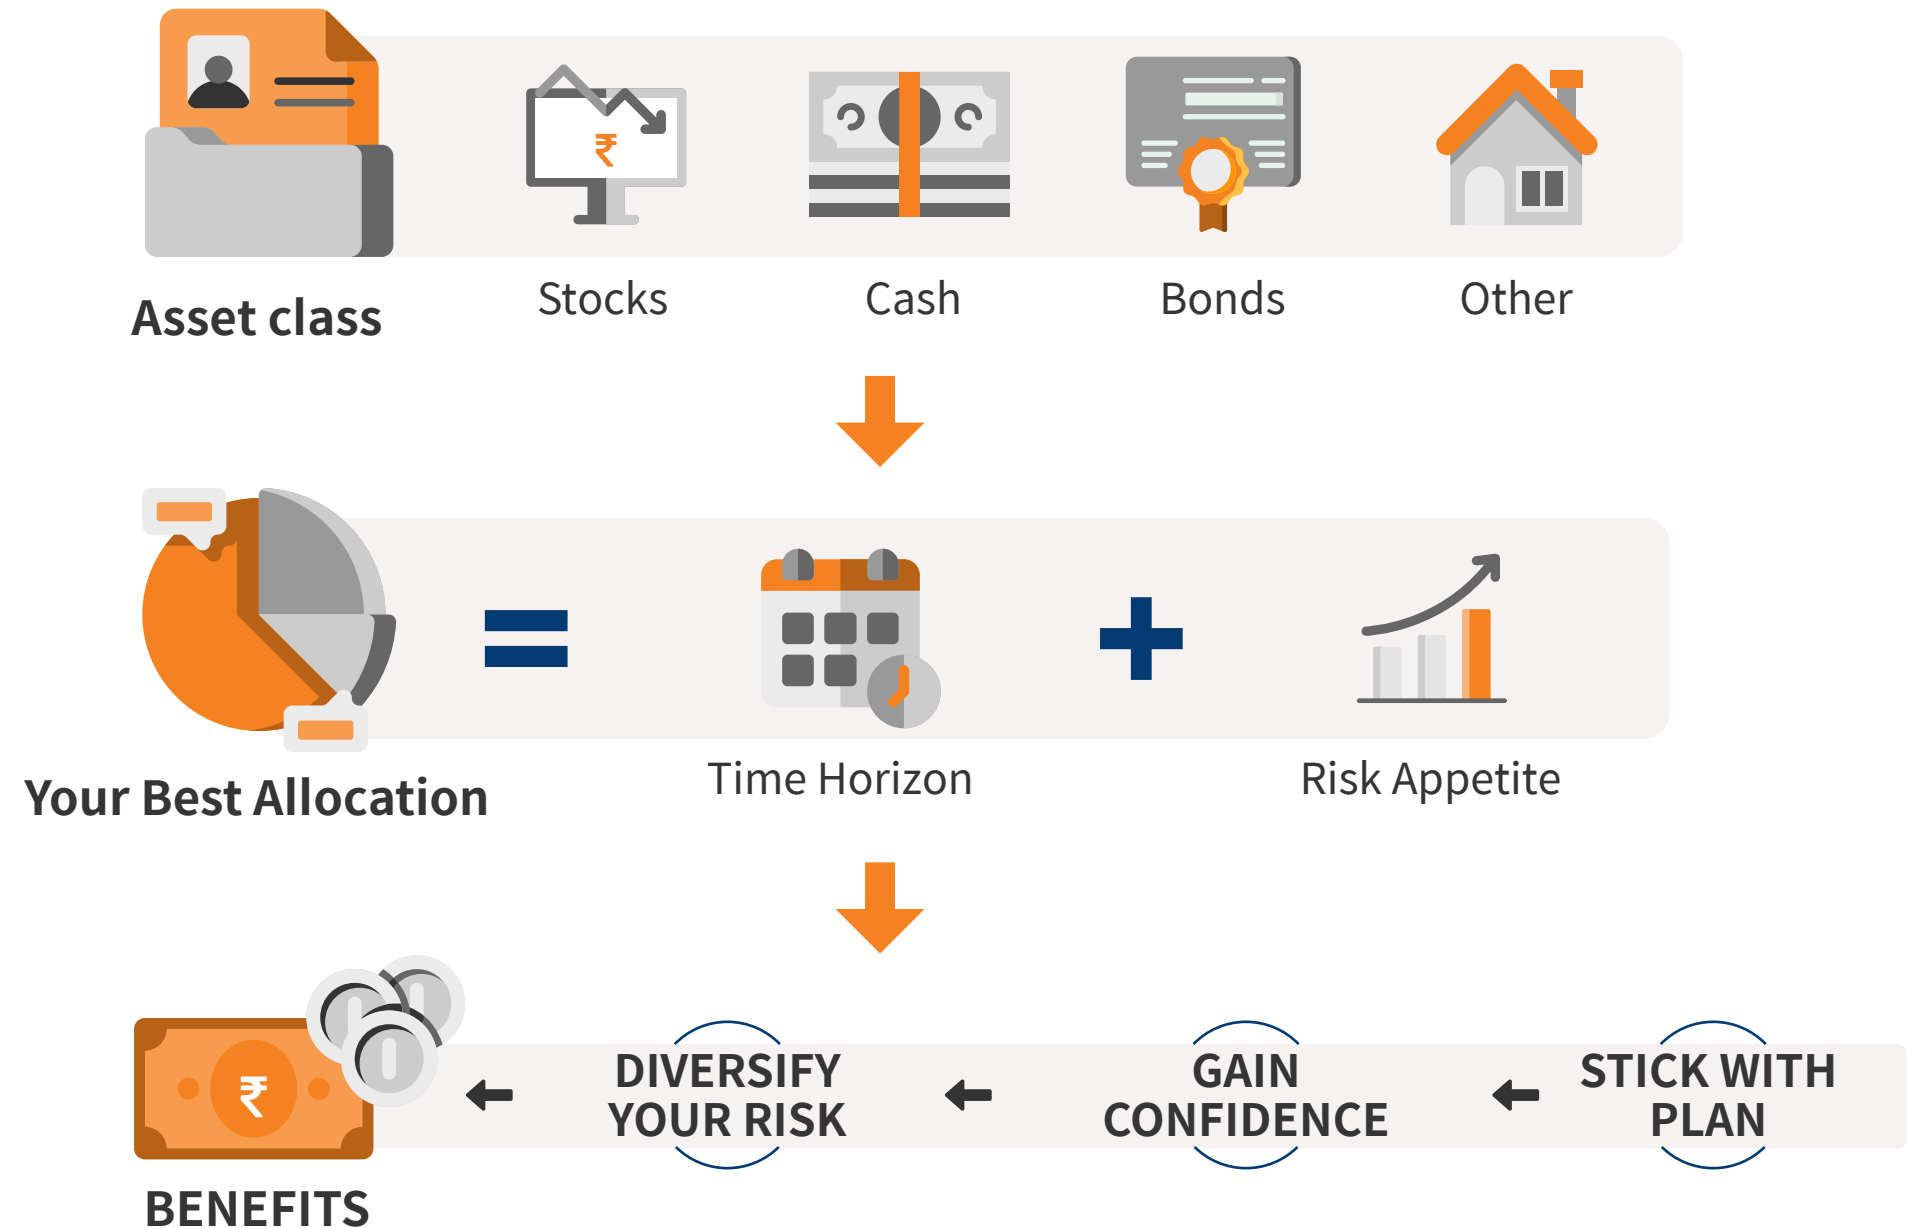 ₹
Stocks
Cash
Bonds
Other
Asset class
Time Horizon
Risk Appetite
Your Best Allocation
₹
DIVERSIFY
YOUR RISK
GAIN
CONFIDENCE
STICK WITH
PLAN
BENEFITS